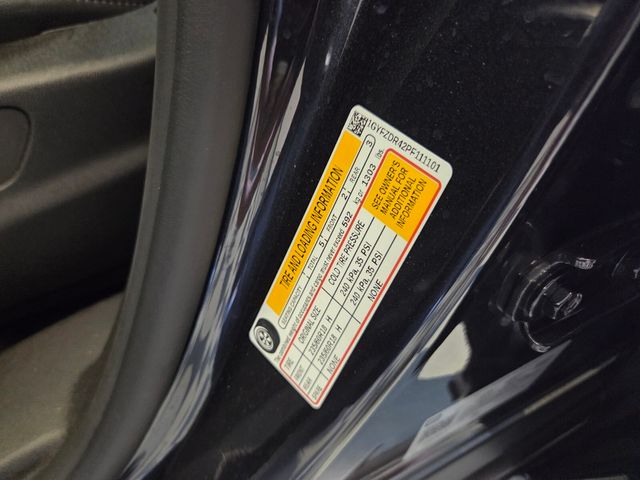 1GYFZDR42PF111101
TIRE AND LOADING INFORMATION
SEATING CAPACITY TOTAL 5 FRONT 2 REAR 3
The combined weight of occupants and cargo must never exceed 592 kg or 1303 lbs.
TIRE ORIGINAL SIZE COLD TIRE PRESSURE
FRONT 235/60R18 H 240 KPA, 35 PSI
REAR 235/60R18 H 240 KPA, 35 PSI
SPARE NONE NONE
SEE OWNER'S
MANUAL FOR
ADDITIONAL
INFORMATION